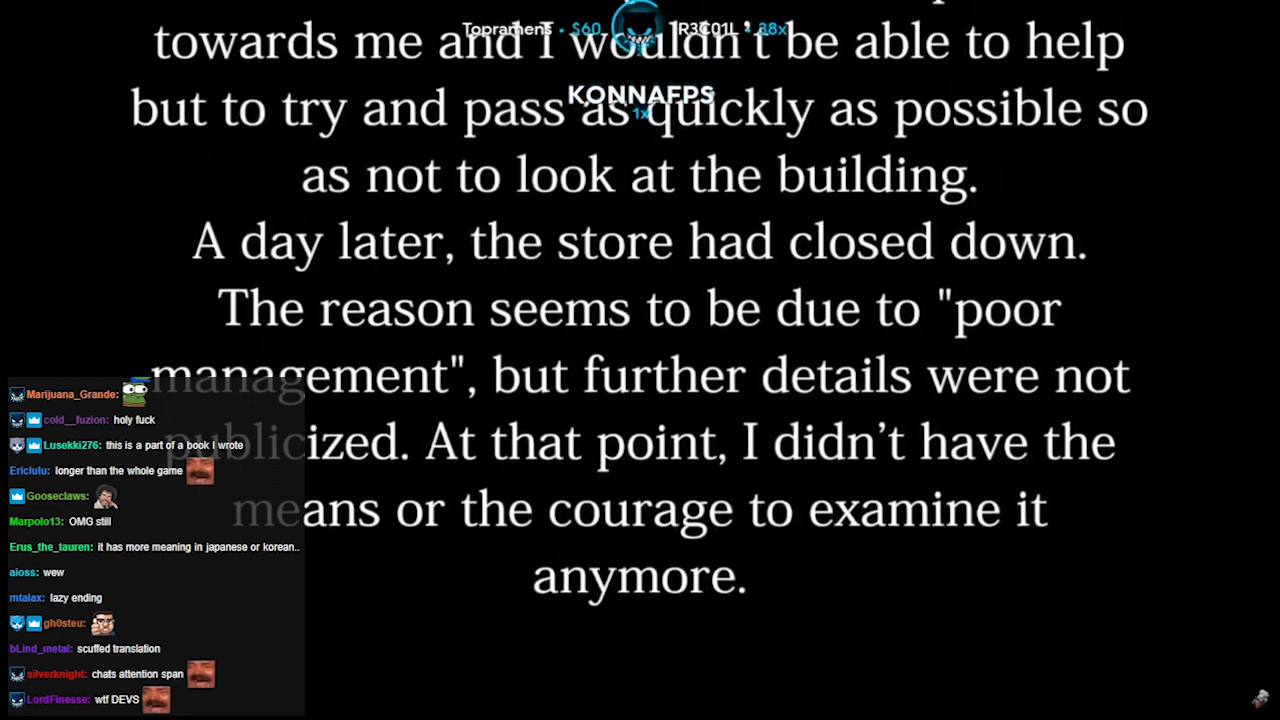 Topramens • $60 R3C01L • 38x
towards me and I wouldn't be able to help
KONNAFPS
1x
but to try and pass as quickly as possible so
as not to look at the building.
A day later, the store had closed down.
The reason seems to be due to "poor
management", but further details were not
publicized. At that point, I didn’t have the
means or the courage to examine it
anymore.
Marijuana_Grande:
cold__fuzion: holy fuck
Lusekki276: this is a part of a book I wrote
Ericlulu: longer than the whole game
Gooseclaws:
Marpolo13: OMG still
Erus_the_tauren: it has more meaning in japanese or korean..
aioss: wew
mtalax: lazy ending
gh0steu:
bLind_metal: scuffed translation
silverknight: chats attention span
LordFinesse: wtf DEVS